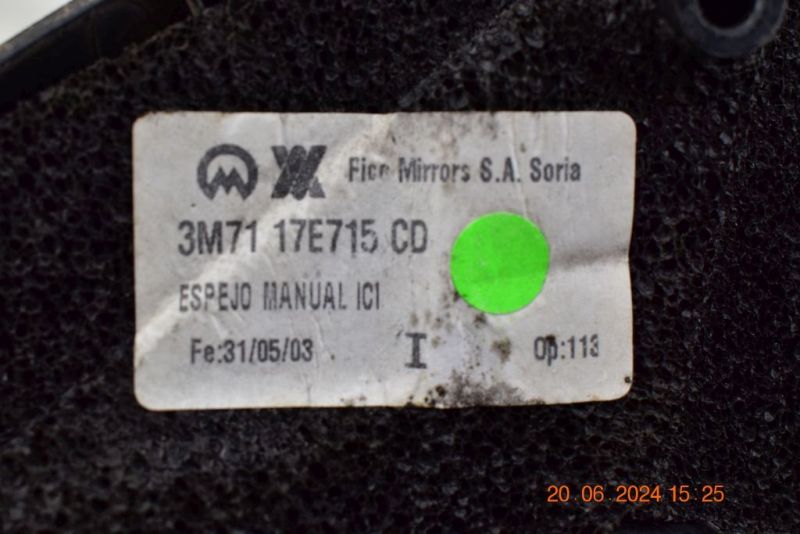 Fico Mirrors S.A. Soria
3M71 17E715 CD
ESPEJO MANUAL ICI
Fe:31/05/03 I Op:113
20 06 2024 15 25